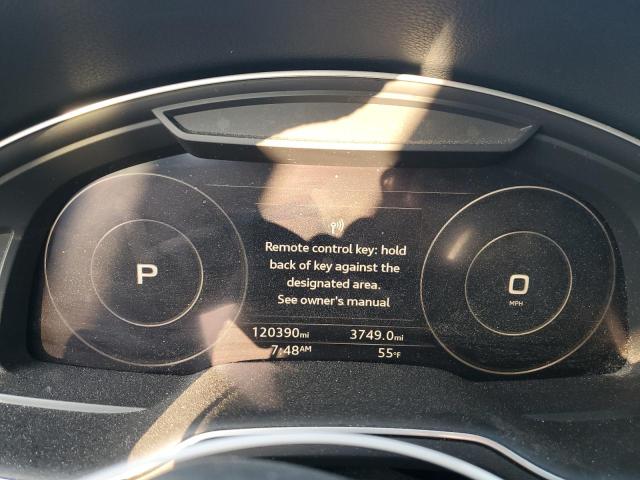 P
Remote control key: hold
back of key against the
designated area.
See owner's manual
0
MPH
120390mi 3749.0mi
7:48AM 55°F